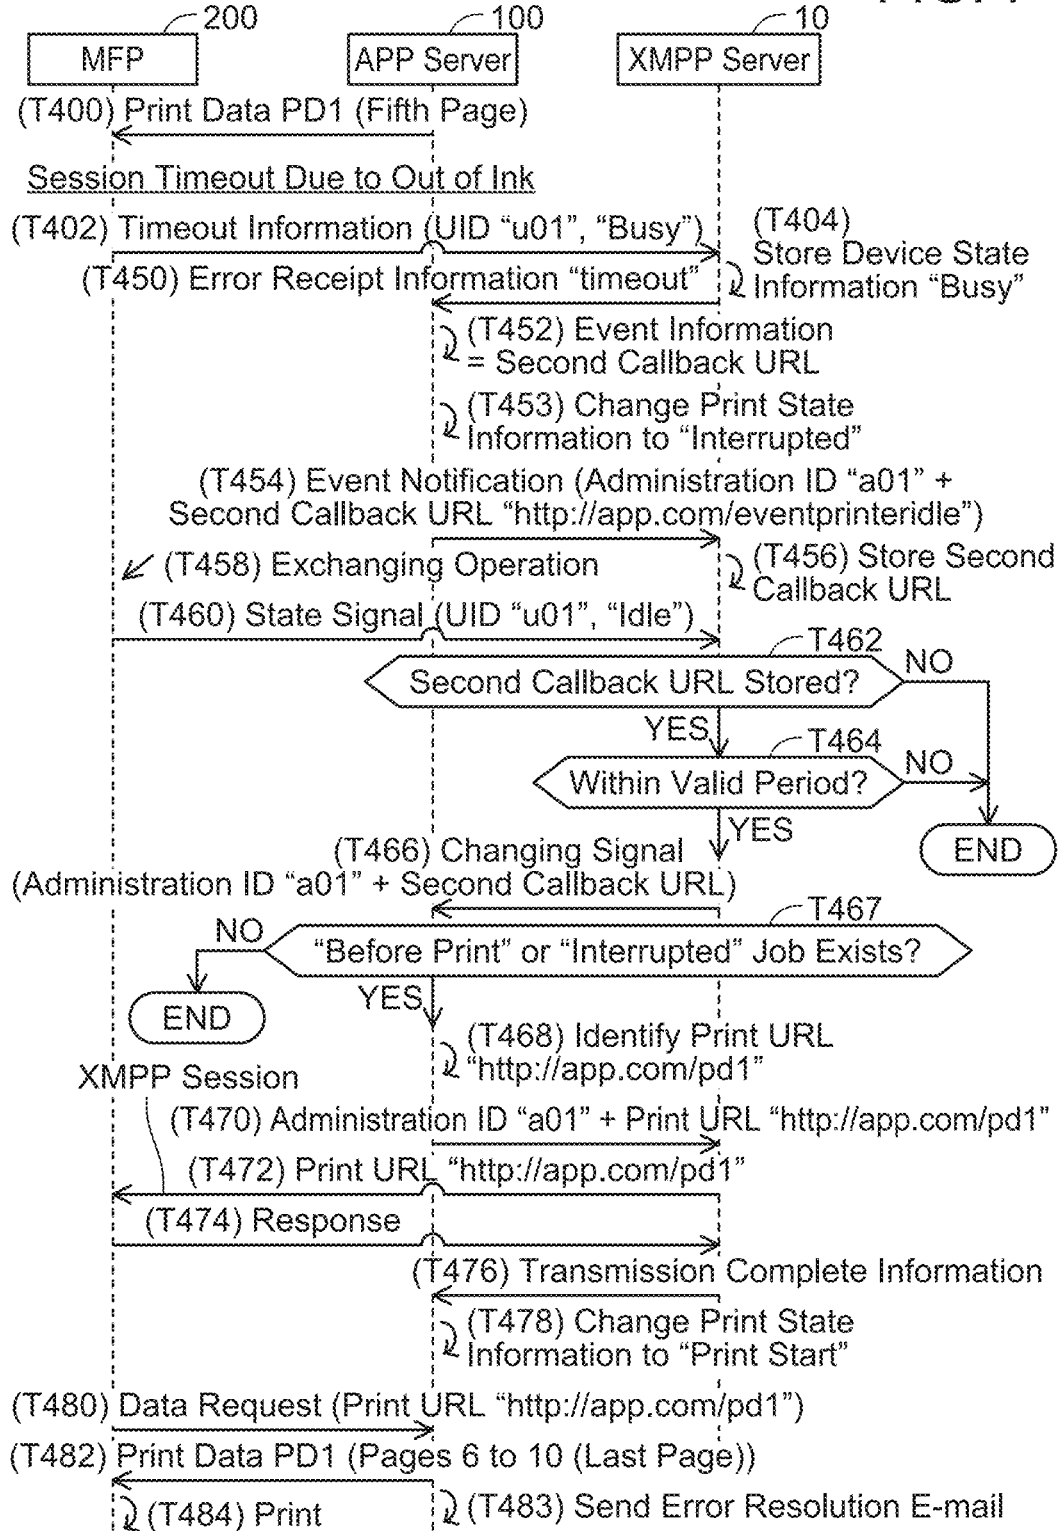 200
100
10
MFP
APP Server
XMPP Server
(T400) Print Data PD1 (Fifth Page)
Session Timeout Due to Out of Ink
(T402) Timeout Information (UID “u01”, “Busy”)
(T404)
Store Device State
Information “Busy”
(T450) Error Receipt Information “timeout”
(T452) Event Information
= Second Callback URL
(T453) Change Print State
Information to “Interrupted”
(T454) Event Notification (Administration ID “a01” +
Second Callback URL “http://app.com/eventprinteridle”)
(T456) Store Second
Callback URL
(T458) Exchanging Operation
(T460) State Signal (UID “u01”, “Idle”)
T462
Second Callback URL Stored?
NO
YES
T464
Within Valid Period?
NO
YES
END
(T466) Changing Signal
(Administration ID “a01” + Second Callback URL)
T467
NO
“Before Print” or “Interrupted” Job Exists?
YES
END
(T468) Identify Print URL
“http://app.com/pd1”
XMPP Session
(T470) Administration ID “a01” + Print URL “http://app.com/pd1”
(T472) Print URL “http://app.com/pd1”
(T474) Response
(T476) Transmission Complete Information
(T478) Change Print State
Information to “Print Start”
(T480) Data Request (Print URL “http://app.com/pd1”)
(T482) Print Data PD1 (Pages 6 to 10 (Last Page))
(T483) Send Error Resolution E-mail
(T484) Print